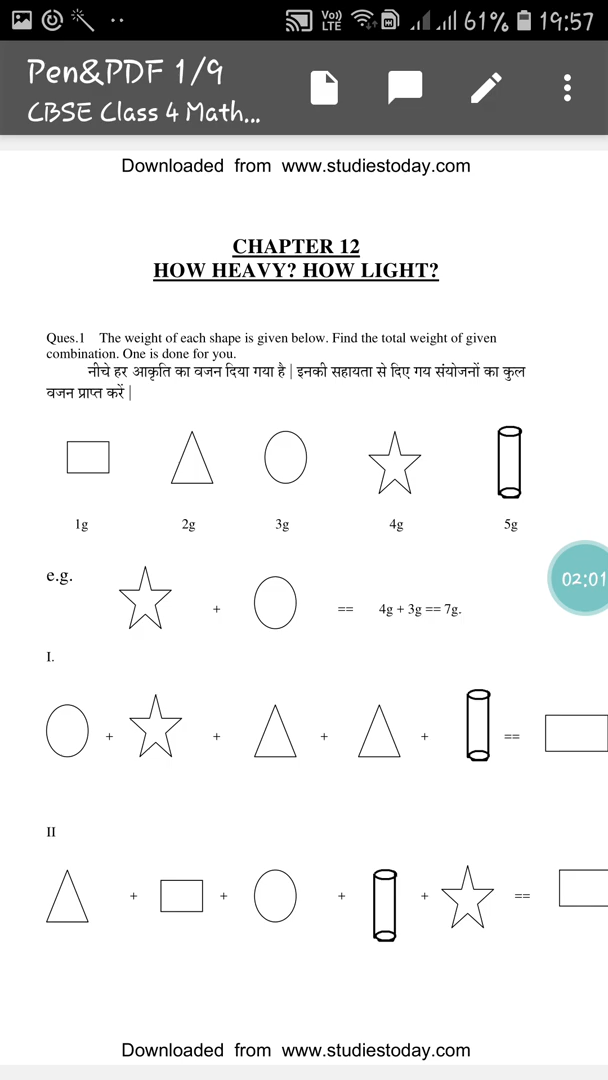 Vo)) LTE 61% 19:57
Pen&PDF 1/9
CBSE Class 4 Math...
Downloaded from www.studiestoday.com
CHAPTER 12
HOW HEAVY? HOW LIGHT?
Ques.1 The weight of each shape is given below. Find the total weight of given
combination. One is done for you.
नीचे हर आकृति का वजन दिया गया है | इनकी सहायता से दिए गय संयोजनों का कुल
वजन प्राप्त करें |
1g 2g 3g 4g 5g
02:01
e.g. + == 4g + 3g == 7g.
I.
+ + + + ==
II
+ + + + ==
Downloaded from www.studiestoday.com